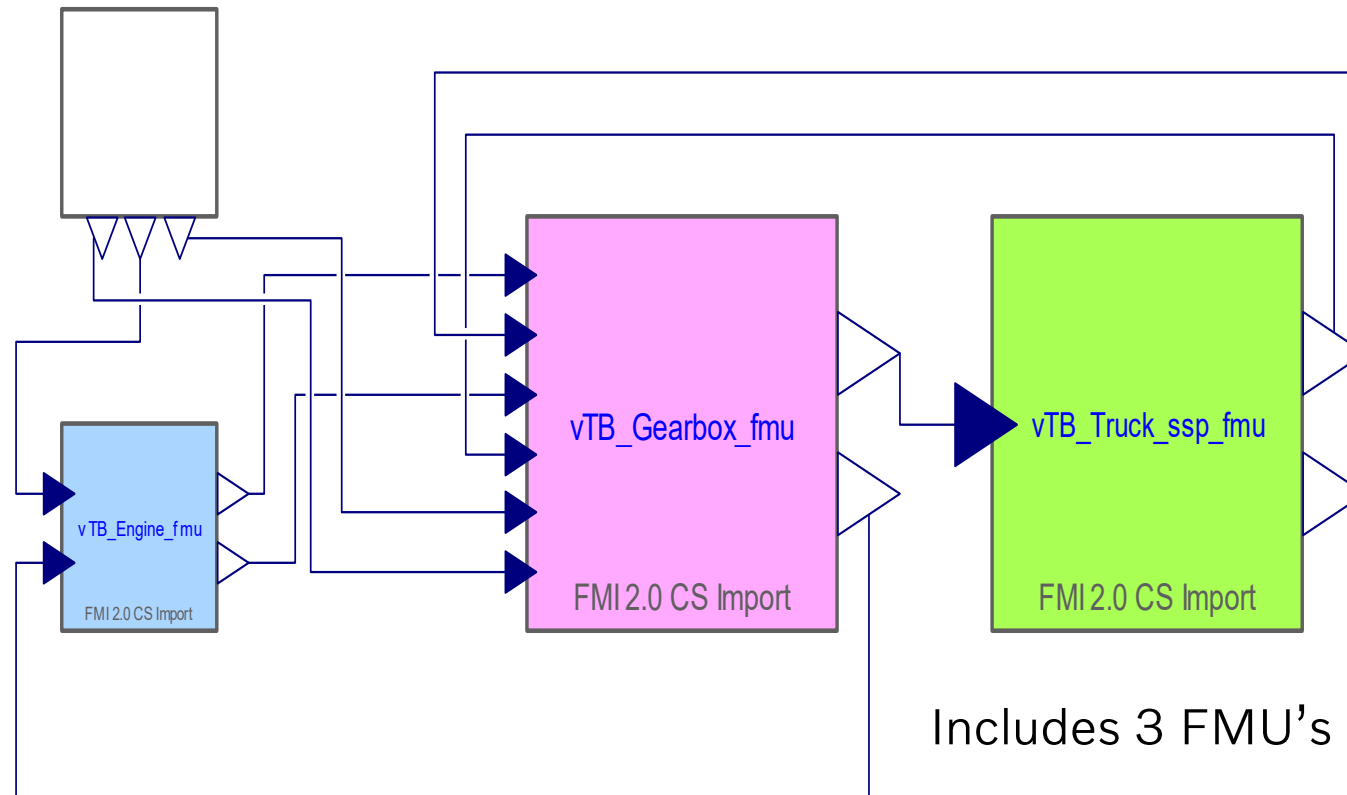 vTB_Engine_fmu
FMI 2.0 CS Import
vTB_Gearbox_fmu
FMI 2.0 CS Import
vTB_Truck_ssp_fmu
FMI 2.0 CS Import
Includes 3 FMU’s